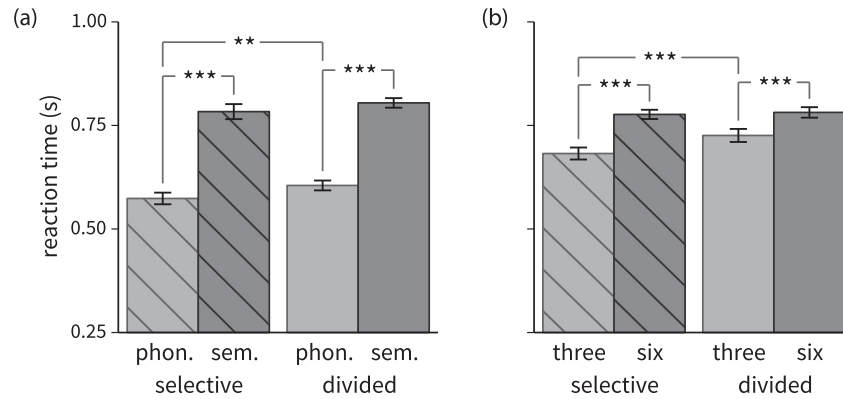 (a)
reaction time (s)
1.00
0.75
0.50
0.25
**
***
***
phon. sem. phon. sem.
selective divided
(b)
***
***
***
three six three six
selective divided